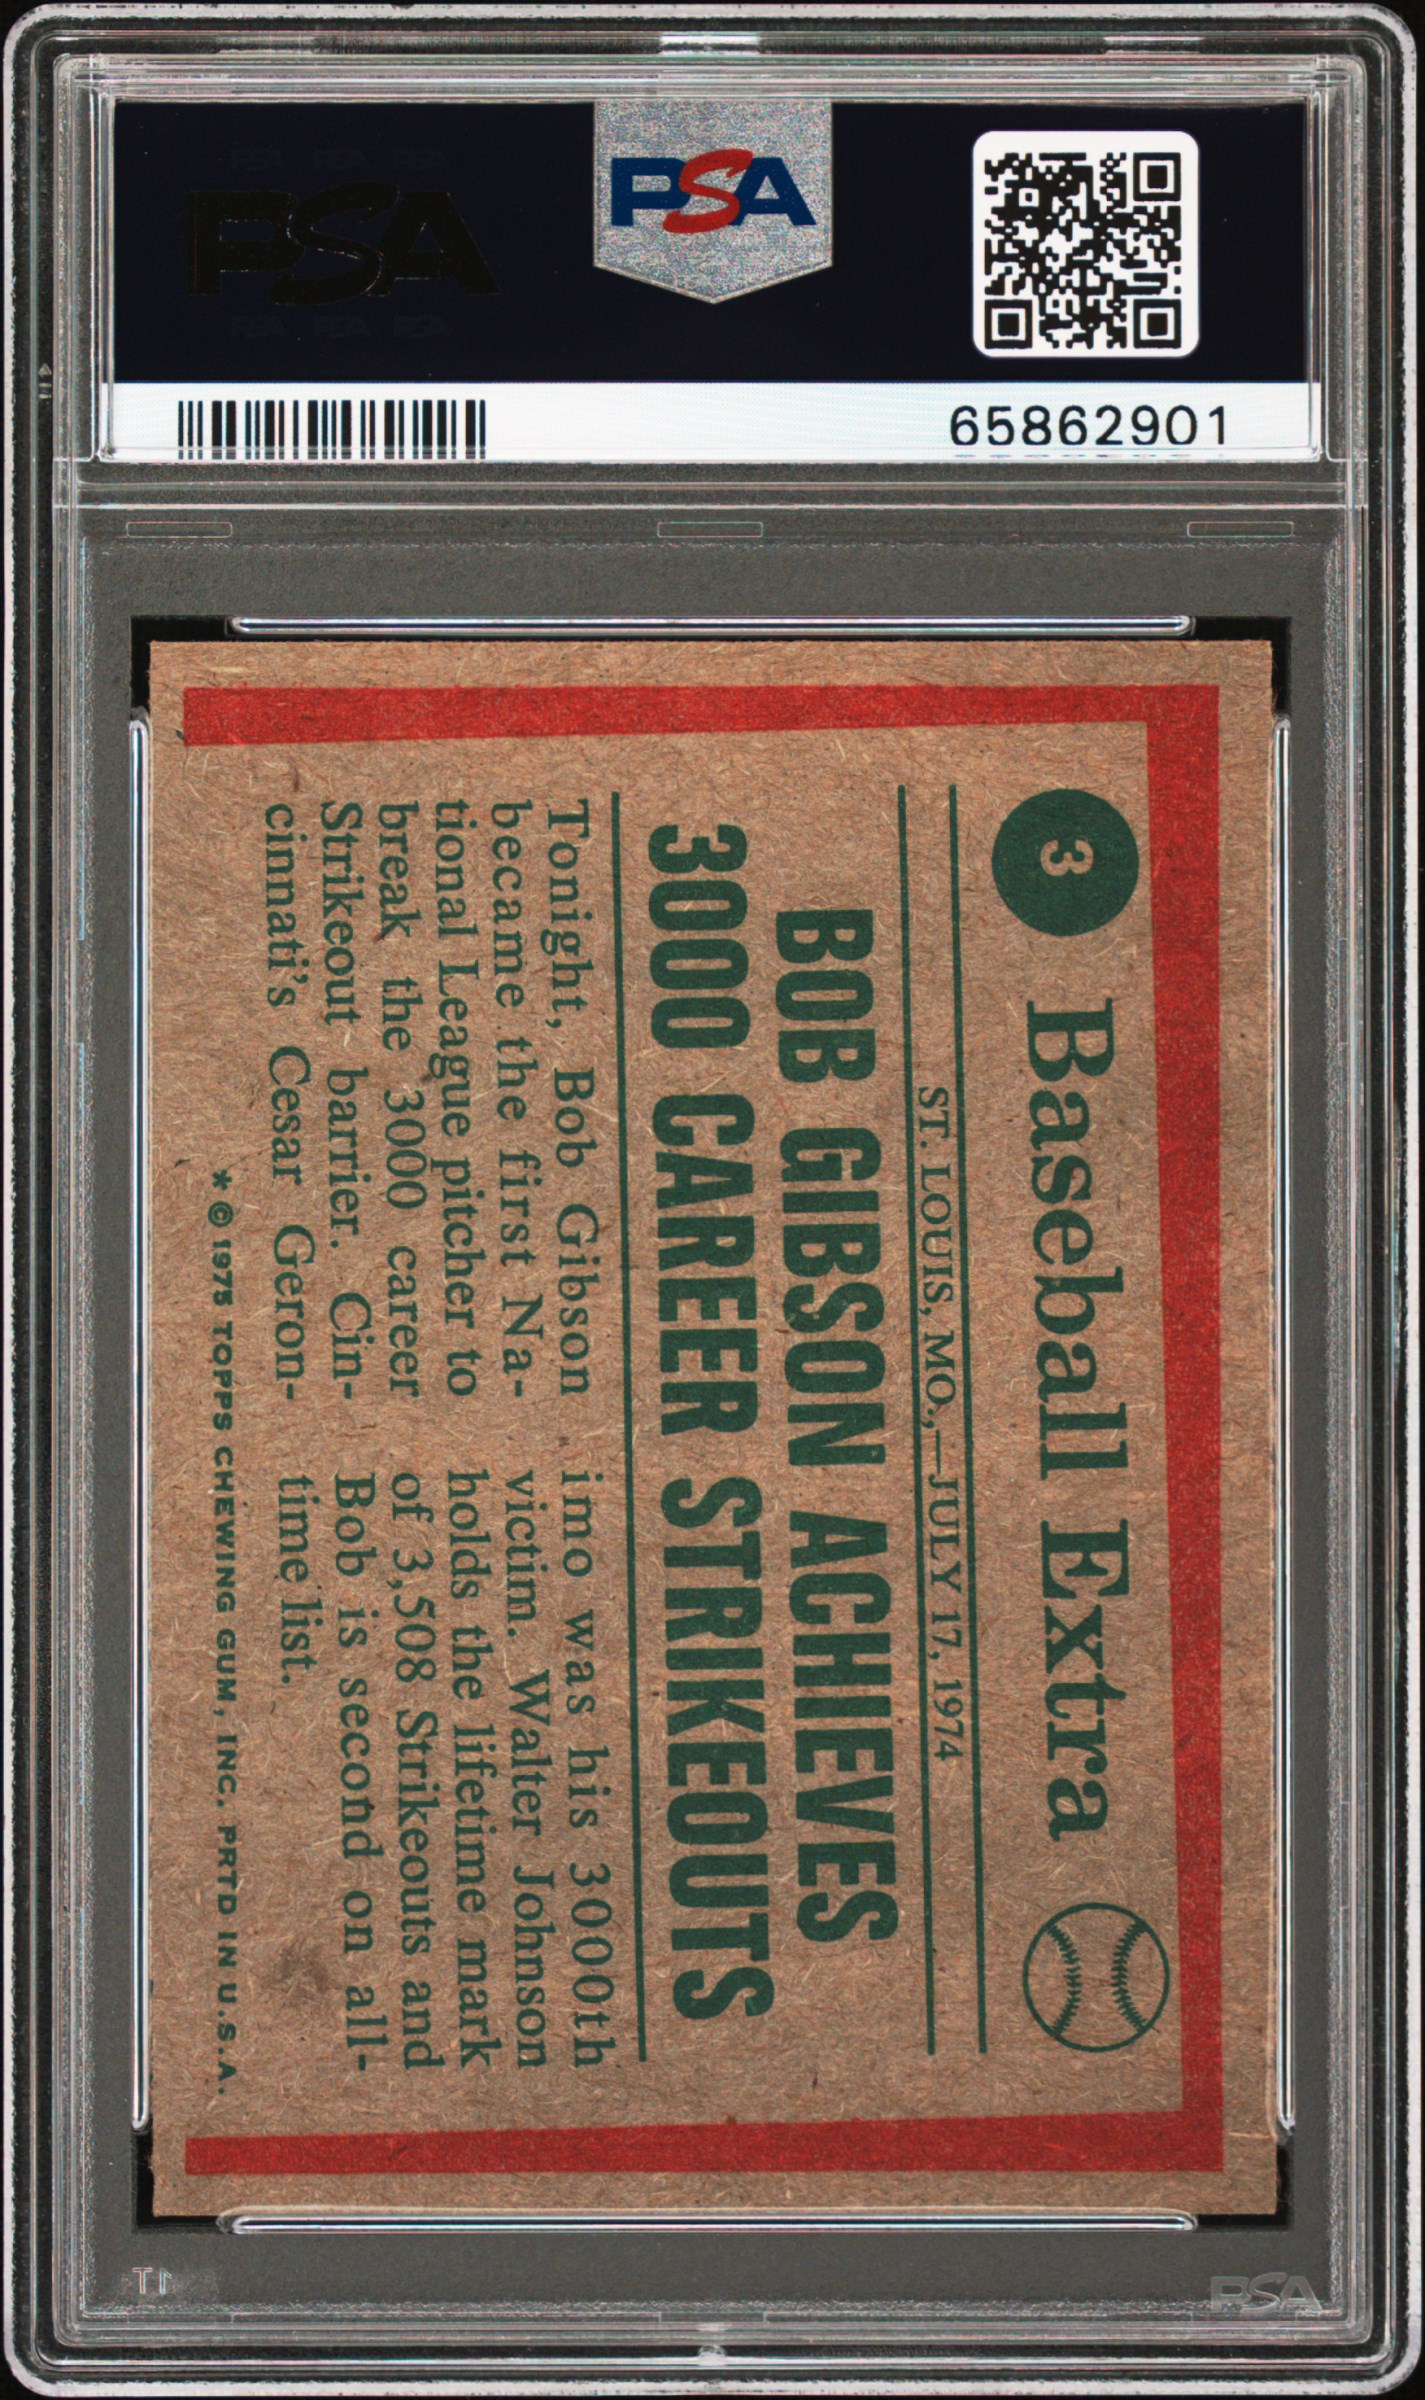 PSA
PSA
65862901
3 Baseball Extra
ST. LOUIS, MO.,—JULY 17, 1974
BOB GIBSON ACHIEVES
3000 CAREER STRIKEOUTS
Tonight, Bob Gibson
became the first Na-
tional League pitcher to
break the 3000 career
Strikeout barrier. Cin-
cinnati's Cesar Geron-
imo was his 3000th
victim. Walter Johnson
holds the lifetime mark
of 3,508 Strikeouts and
Bob is second on all-
time list.
* © 1975 TOPPS CHEWING GUM, INC. PRTD IN U.S.A.
PSA